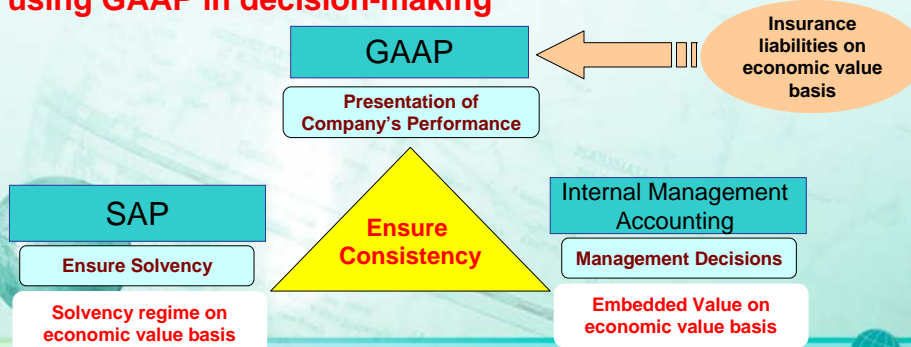 using GAAP in decision-making
GAAP
Insurance
liabilities on
economic value
basis
Presentation of
Company's Performance
SAP
Ensure Solvency
Solvency regime on
economic value basis
Ensure
Consistency
Internal Management
Accounting
Management Decisions
Embedded Value on
economic value basis